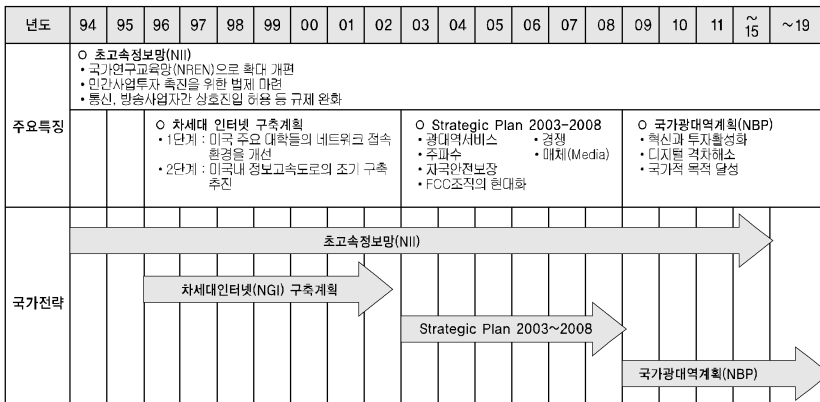 년도 94 95 96 97 98 99 00 01 02 03 04 05 06 07 08 09 10 11 ~15 ~19
주요특징
○ 초고속정보망(NII)
• 국가연구교육망(NREN)으로 확대 개편
• 민간사업투자 촉진을 위한 법제 마련
• 통신, 방송사업자간 상호진입 허용 등 규제 완화
○ 차세대 인터넷 구축계획
• 1단계 : 미국 주요 대학들의 네트워크 접속
환경을 개선
• 2단계 : 미국내 정보고속도로의 조기 구축
추진
○ Strategic Plan 2003-2008
• 광대역서비스 • 경쟁
• 주파수 • 매체(Media)
• 자국안전보장
• FCC조직의 현대화
○ 국가광대역계획(NBP)
• 혁신과 투자활성화
• 디지털 격차해소
• 국가적 목적 달성
국가전략
초고속정보망(NII)
차세대인터넷(NGI) 구축계획
Strategic Plan 2003~2008
국가광대역계획(NBP)